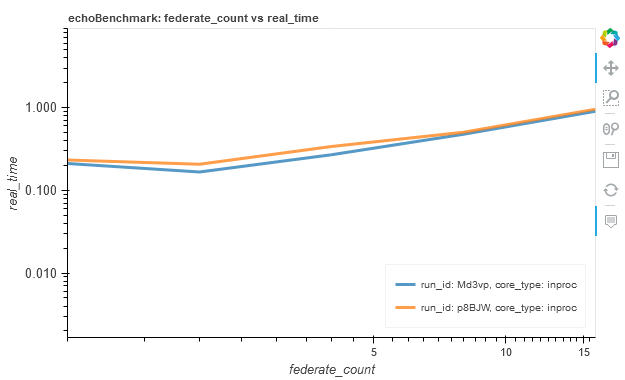 echoBenchmark: federate_count vs real_time
1.000
0.100
0.010
real_time
run_id: Md3vp, core_type: inproc
run_id: p8BJW, core_type: inproc
5
10
15
federate_count